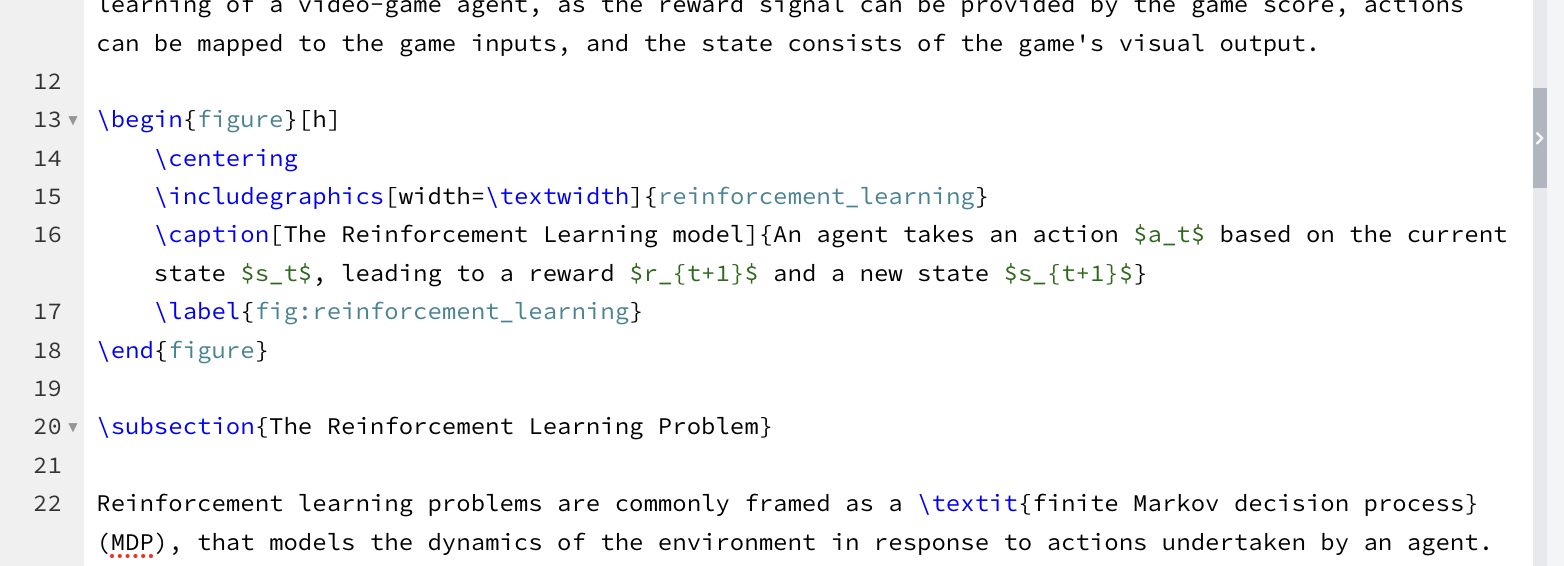 learning of a video-game agent, as the reward signal can be provided by the game score, actions
can be mapped to the game inputs, and the state consists of the game's visual output.
12
13 \begin{figure}[h]
14 \centering
15 \includegraphics[width=\textwidth]{reinforcement_learning}
16 \caption[The Reinforcement Learning model]{An agent takes an action $a_t$ based on the current
state $s_t$, leading to a reward $r_{t+1}$ and a new state $s_{t+1}$}
17 \label{fig:reinforcement_learning}
18 \end{figure}
19
20 \subsection{The Reinforcement Learning Problem}
21
22 Reinforcement learning problems are commonly framed as a \textit{finite Markov decision process}
(MDP), that models the dynamics of the environment in response to actions undertaken by an agent.